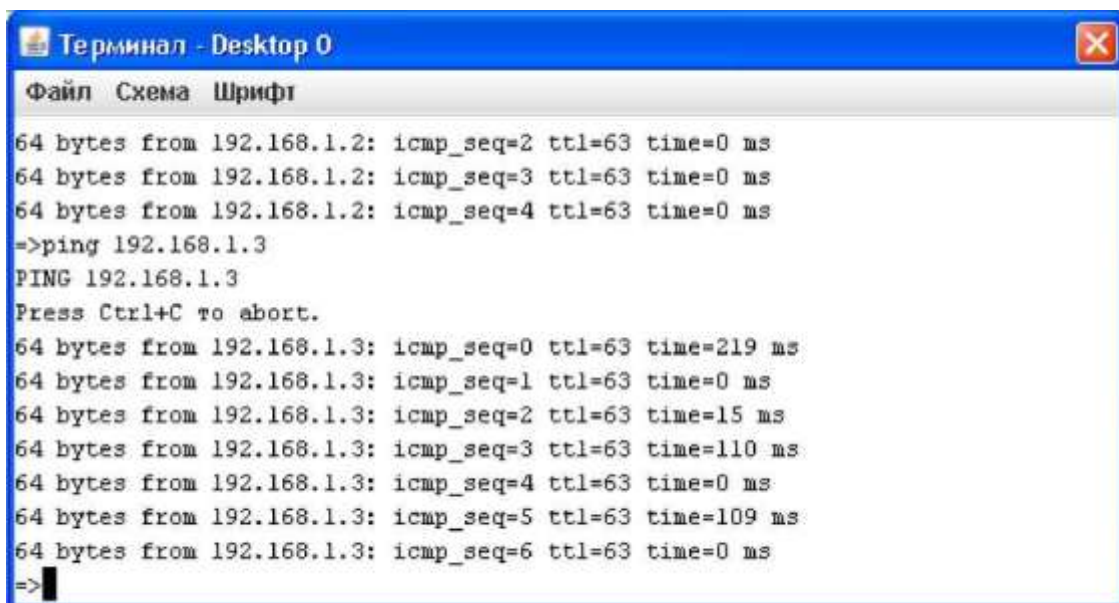 Терминал - Desktop 0
Файл Схема Шрифт
64 bytes from 192.168.1.2: icmp_seq=2 ttl=63 time=0 ms
64 bytes from 192.168.1.2: icmp_seq=3 ttl=63 time=0 ms
64 bytes from 192.168.1.2: icmp_seq=4 ttl=63 time=0 ms
=>ping 192.168.1.3
PING 192.168.1.3
Press Ctrl+C то abort.
64 bytes from 192.168.1.3: icmp_seq=0 ttl=63 time=219 ms
64 bytes from 192.168.1.3: icmp_seq=1 ttl=63 time=0 ms
64 bytes from 192.168.1.3: icmp_seq=2 ttl=63 time=15 ms
64 bytes from 192.168.1.3: icmp_seq=3 ttl=63 time=110 ms
64 bytes from 192.168.1.3: icmp_seq=4 ttl=63 time=0 ms
64 bytes from 192.168.1.3: icmp_seq=5 ttl=63 time=109 ms
64 bytes from 192.168.1.3: icmp_seq=6 ttl=63 time=0 ms
=>